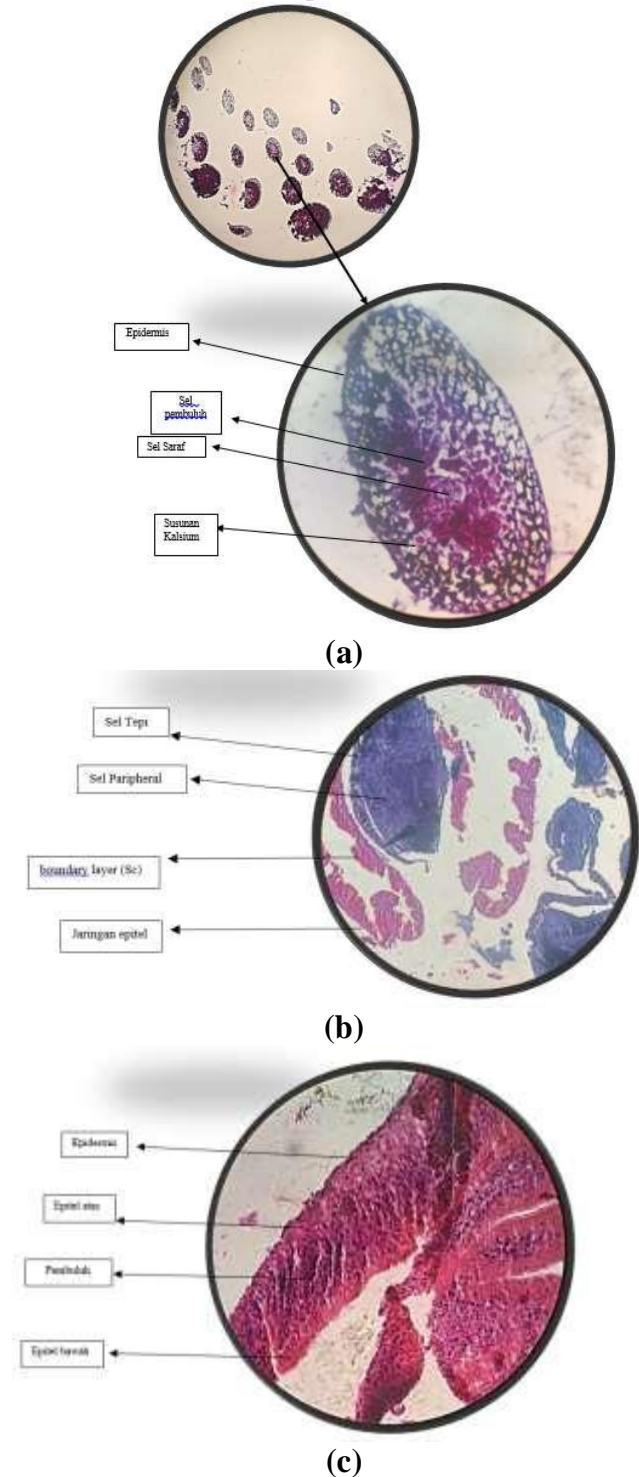 Epidermis
Sel
pembuluh
Sel Saraf
Susunan
Kalsium
(a)
Sel Tepi
Sel Paripheral
boundary layer (Sc)
Jaringan epitel
(b)
Epidermis
Epitel atas
Pembuluh
Epitel bawah
(c)